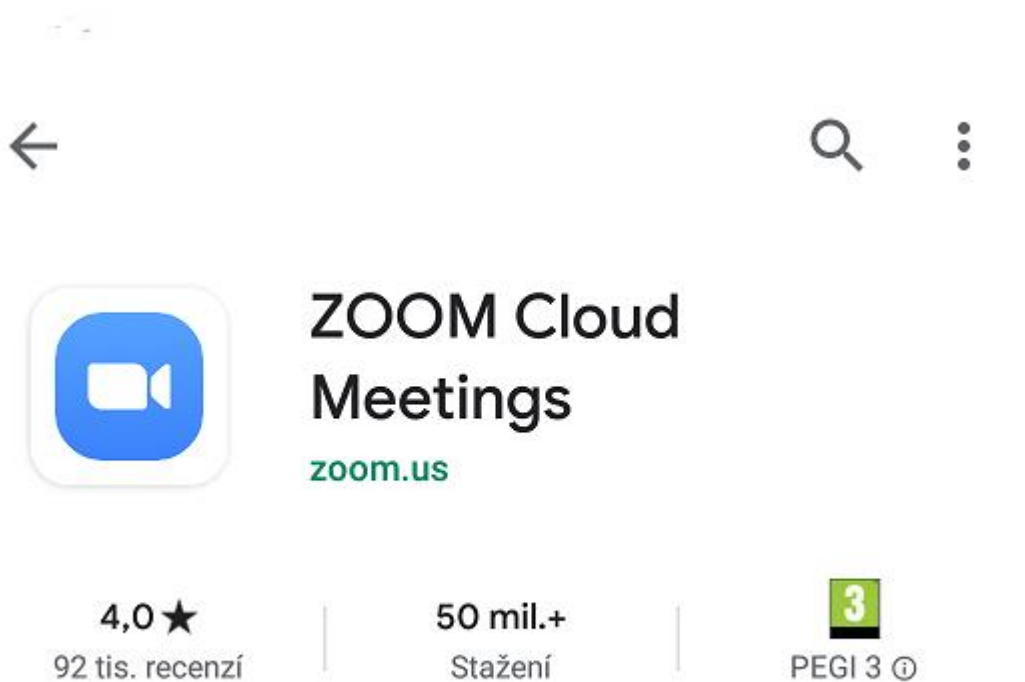 ZOOM Cloud
Meetings
zoom.us
4,0 ★ 50 mil.+ 3
92 tis. recenzí Stažení PEGI 3